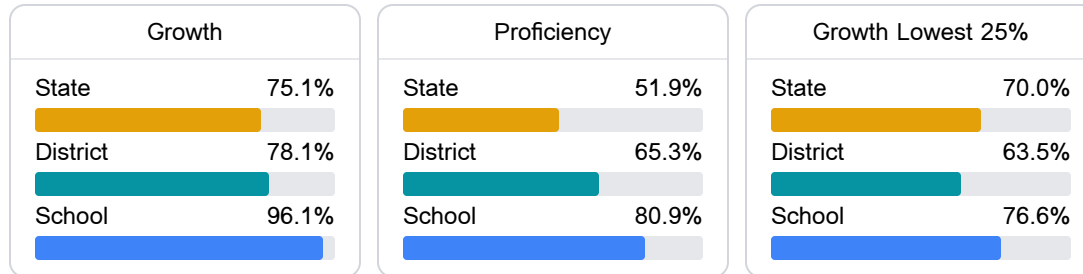 Growth
State 75.1%
District 78.1%
School 96.1%
Proficiency
State 51.9%
District 65.3%
School 80.9%
Growth Lowest 25%
State 70.0%
District 63.5%
School 76.6%